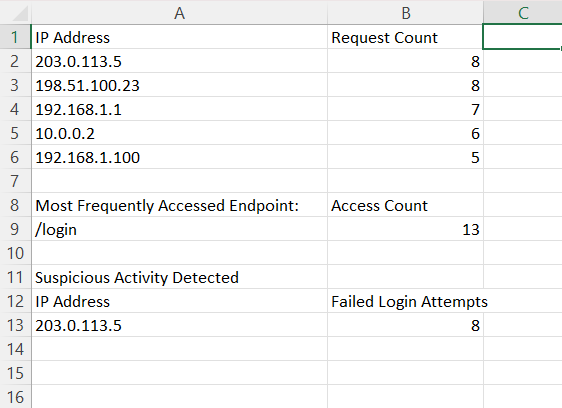 A B C
1 IP Address Request Count
2 203.0.113.5 8
3 198.51.100.23 8
4 192.168.1.1 7
5 10.0.0.2 6
6 192.168.1.100 5
7
8 Most Frequently Accessed Endpoint: Access Count
9 /login 13
10
11 Suspicious Activity Detected
12 IP Address Failed Login Attempts
13 203.0.113.5 8
14
15
16